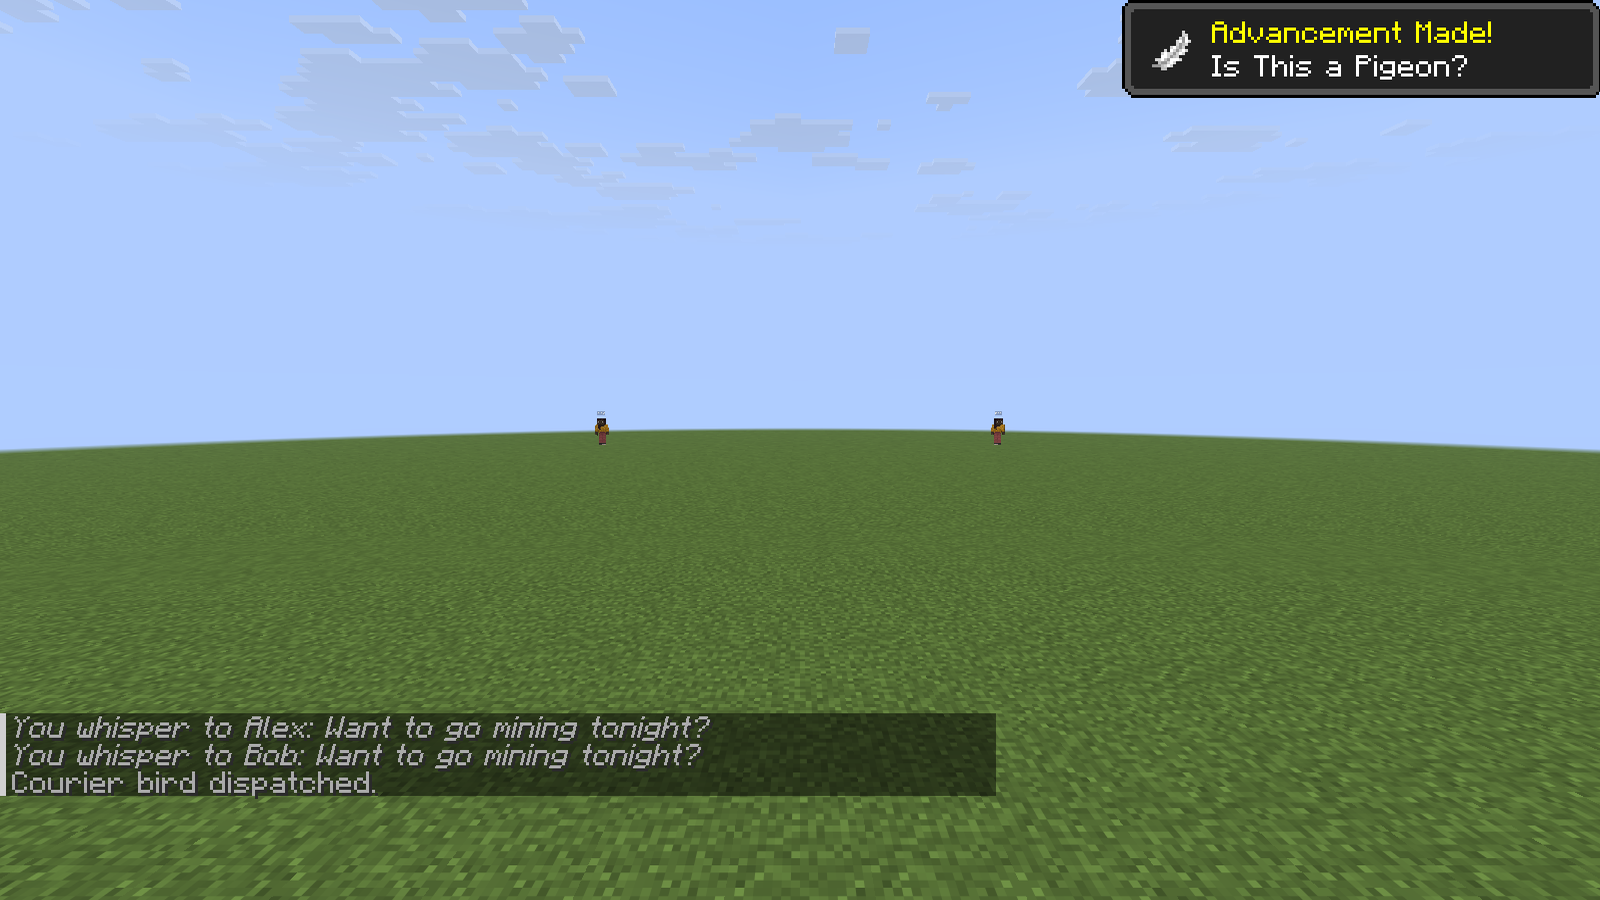 Advancement Made!
Is This a Pigeon?
You whisper to Alex: Want to go mining tonight?
You whisper to Bob: Want to go mining tonight?
Courier bird dispatched.